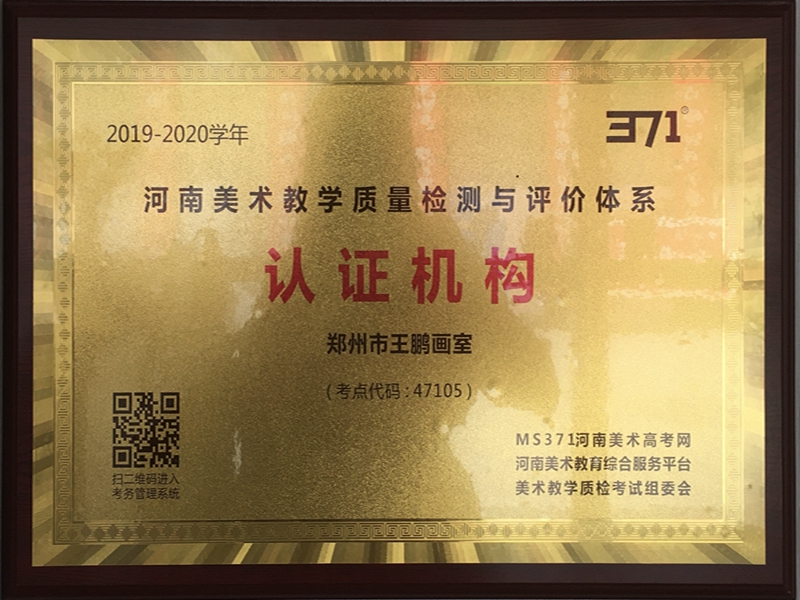 2019-2020学年
371®
河南美术教学质量检测与评价体系
认证机构
郑州市王鹏画室
(考点代码:47105)
扫二维码进入
考务管理系统
MS371河南美术高考网
河南美术教育综合服务平台
美术教学质检考试组委会